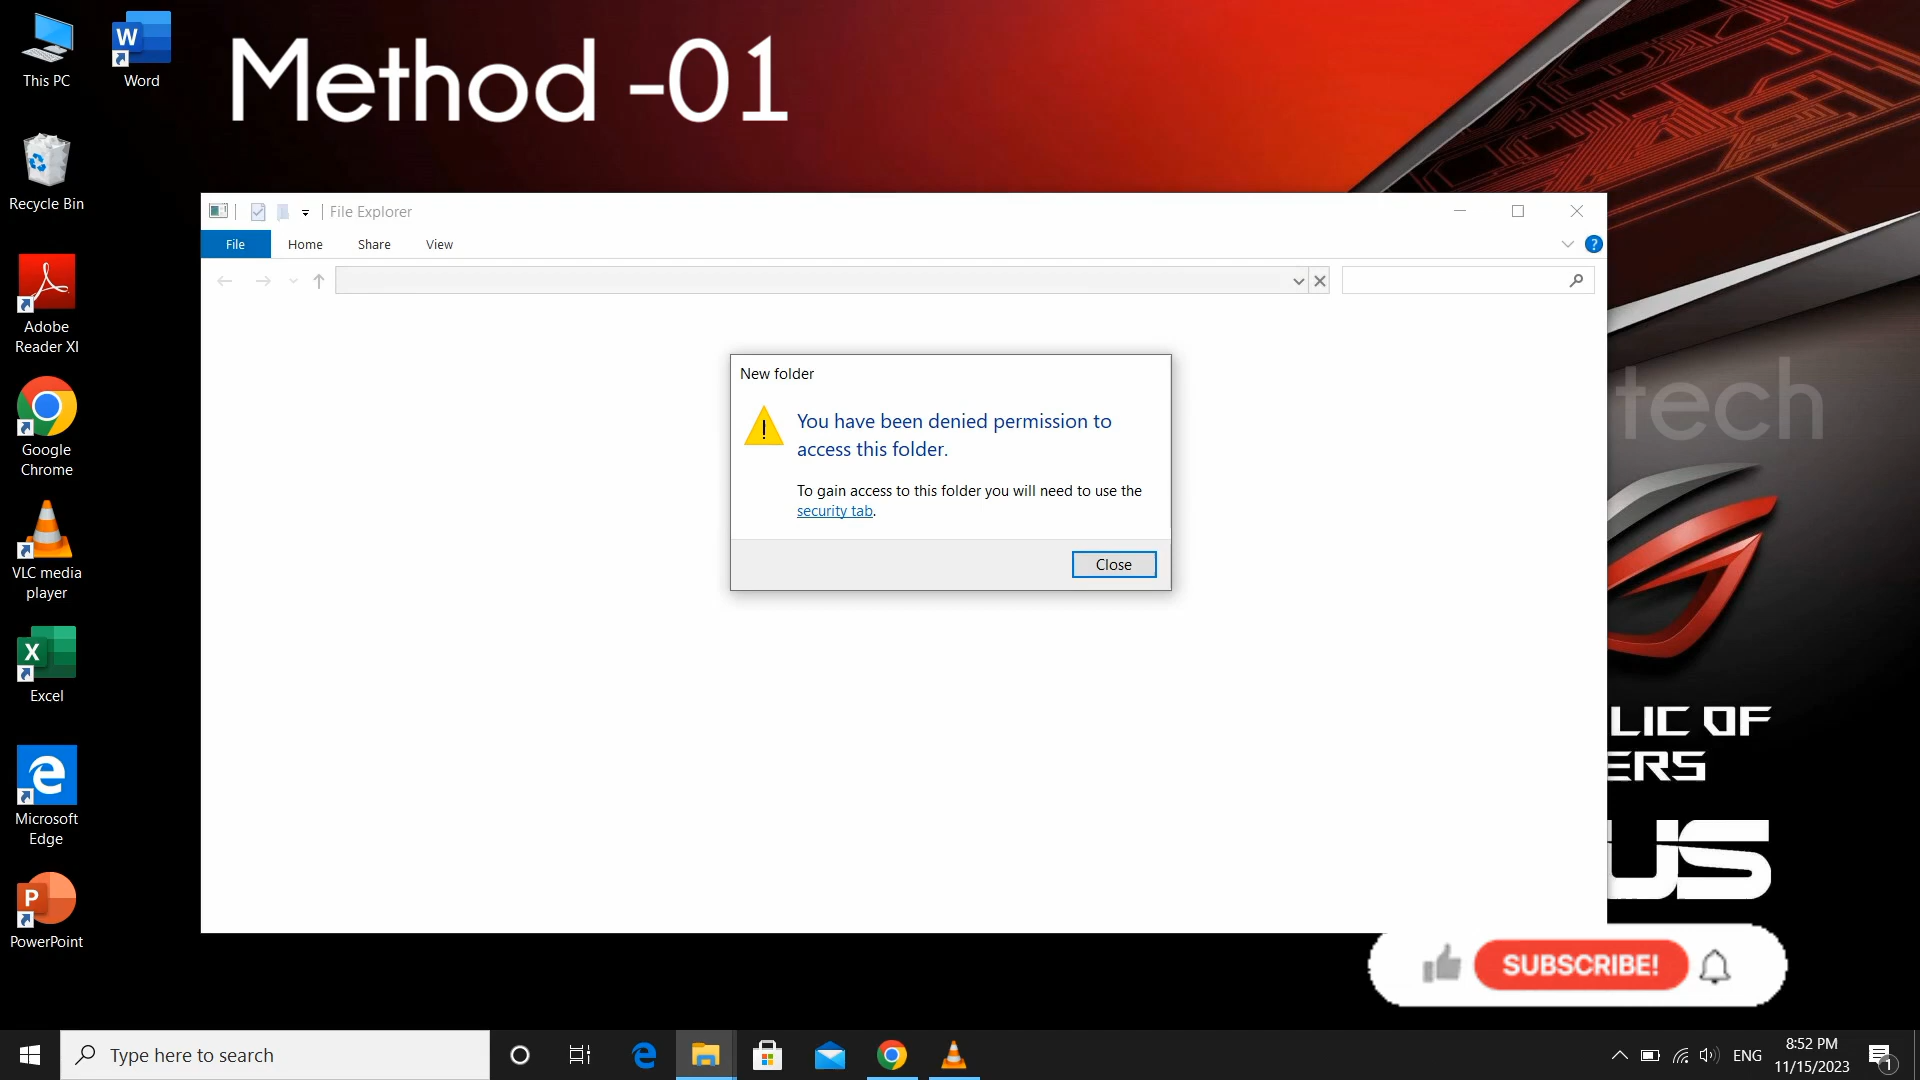 Method -01
This PC
Word
Recycle Bin
Adobe
Reader XI
Google
Chrome
VLC media
player
Excel
Microsoft
Edge
PowerPoint
File Explorer
File
Home
Share
View
New folder
You have been denied permission to
access this folder.
To gain access to this folder you will need to use the
security tab.
Close
tech
LIC OF
ERS
US
SUBSCRIBE!
Type here to search
ENG
8:52 PM
11/15/2023
1